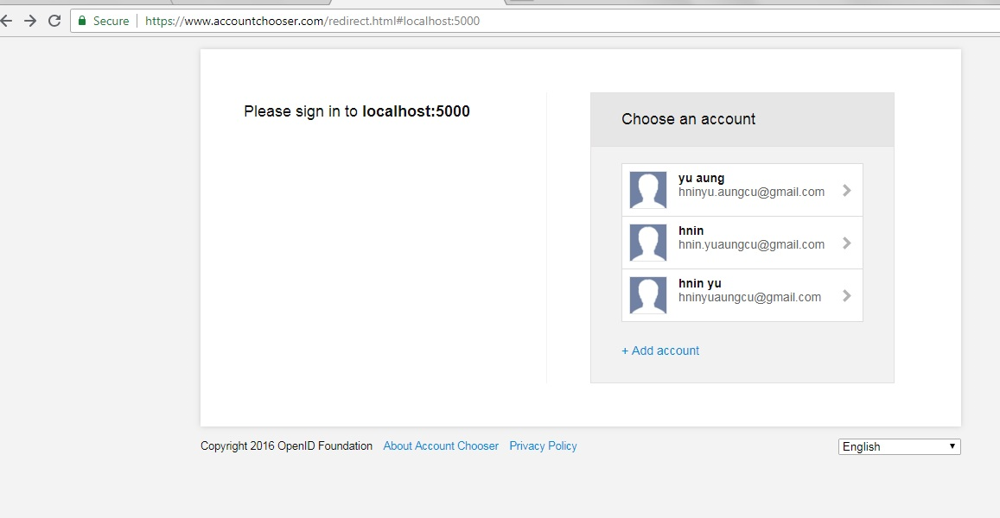 Secure https://www.accountchooser.com/redirect.html#localhost:5000
Please sign in to localhost:5000
Choose an account
yu aung
hninyu.aungcu@gmail.com
hnin
hnin.yuaungcu@gmail.com
hnin yu
hninyuaungcu@gmail.com
+ Add account
Copyright 2016 OpenID Foundation About Account Chooser Privacy Policy English